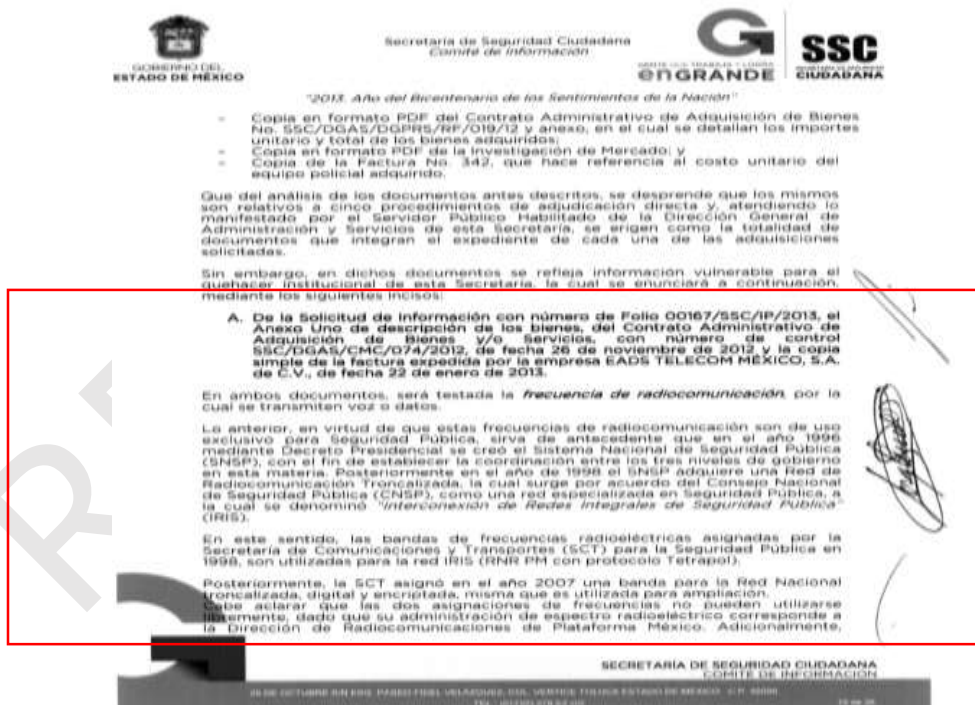 GOBIERNO DEL
ESTADO DE MÉXICO
Secretaría de Seguridad Ciudadana
Comité de Información
GENTE QUE TRABAJA Y LOGRA
enGRANDE
SSC
SECRETARÍA DE SEGURIDAD
CIUDADANA
"2013. Año del Bicentenario de los Sentimientos de la Nación"
- Copia en formato PDF del Contrato Administrativo de Adquisición de Bienes
No. SSC/DGAS/DGPRS/RF/019/12 y anexo, en el cual se detallan los importes
unitario y total de los bienes adquiridos;
- Copia en formato PDF de la Investigación de Mercado; y
- Copia de la Factura No. 342, que hace referencia al costo unitario del
equipo policial adquirido.
Que del análisis de los documentos antes descritos, se desprende que los mismos
son relativos a cinco procedimientos de adjudicación directa y, atendiendo lo
manifestado por el Servidor Público Habilitado de la Dirección General de
Administración y Servicios de esta Secretaría, se erigen como la totalidad de
documentos que integran el expediente de cada una de las adquisiciones
solicitadas.
Sin embargo, en dichos documentos se refleja información vulnerable para el
quehacer institucional de esta Secretaría, la cual se enunciará a continuación,
mediante los siguientes incisos:
A. De la Solicitud de Información con número de Folio 00167/SSC/IP/2013, el
Anexo Uno de descripción de los bienes, del Contrato Administrativo de
Adquisición de Bienes y/o Servicios, con número de control
SSC/DGAS/CMC/074/2012, de fecha 26 de noviembre de 2012 y la copia
simple de la factura expedida por la empresa EADS TELECOM MÉXICO, S.A.
de C.V., de fecha 22 de enero de 2013.
En ambos documentos, será testada la frecuencia de radiocomunicación, por la
cual se transmiten voz o datos.
Lo anterior, en virtud de que estas frecuencias de radiocomunicación son de uso
exclusivo para Seguridad Pública, sirva de antecedente que en el año 1996
mediante Decreto Presidencial se creó el Sistema Nacional de Seguridad Pública
(SNSP), con el fin de establecer la coordinación entre los tres niveles de gobierno
en esta materia. Posteriormente en el año de 1998 el SNSP adquiere una Red de
Radiocomunicación Troncalizada, la cual surge por acuerdo del Consejo Nacional
de Seguridad Pública (CNSP), como una red especializada en Seguridad Pública, a
la cual se denominó "Interconexión de Redes Integrales de Seguridad Pública"
(IRIS).
En este sentido, las bandas de frecuencias radioeléctricas asignadas por la
Secretaría de Comunicaciones y Transportes (SCT) para la Seguridad Pública en
1998, son utilizadas para la red IRIS (RNR PM con protocolo Tetrapol).
Posteriormente, la SCT asignó en el año 2007 una banda para la Red Nacional
troncalizada, digital y encriptada, misma que es utilizada para ampliación.
Cabe aclarar que las dos asignaciones de frecuencias no pueden utilizarse
libremente, dado que su administración de espectro radioeléctrico corresponde a
la Dirección de Radiocomunicaciones de Plataforma México. Adicionalmente,
SECRETARÍA DE SEGURIDAD CIUDADANA
COMITÉ DE INFORMACIÓN